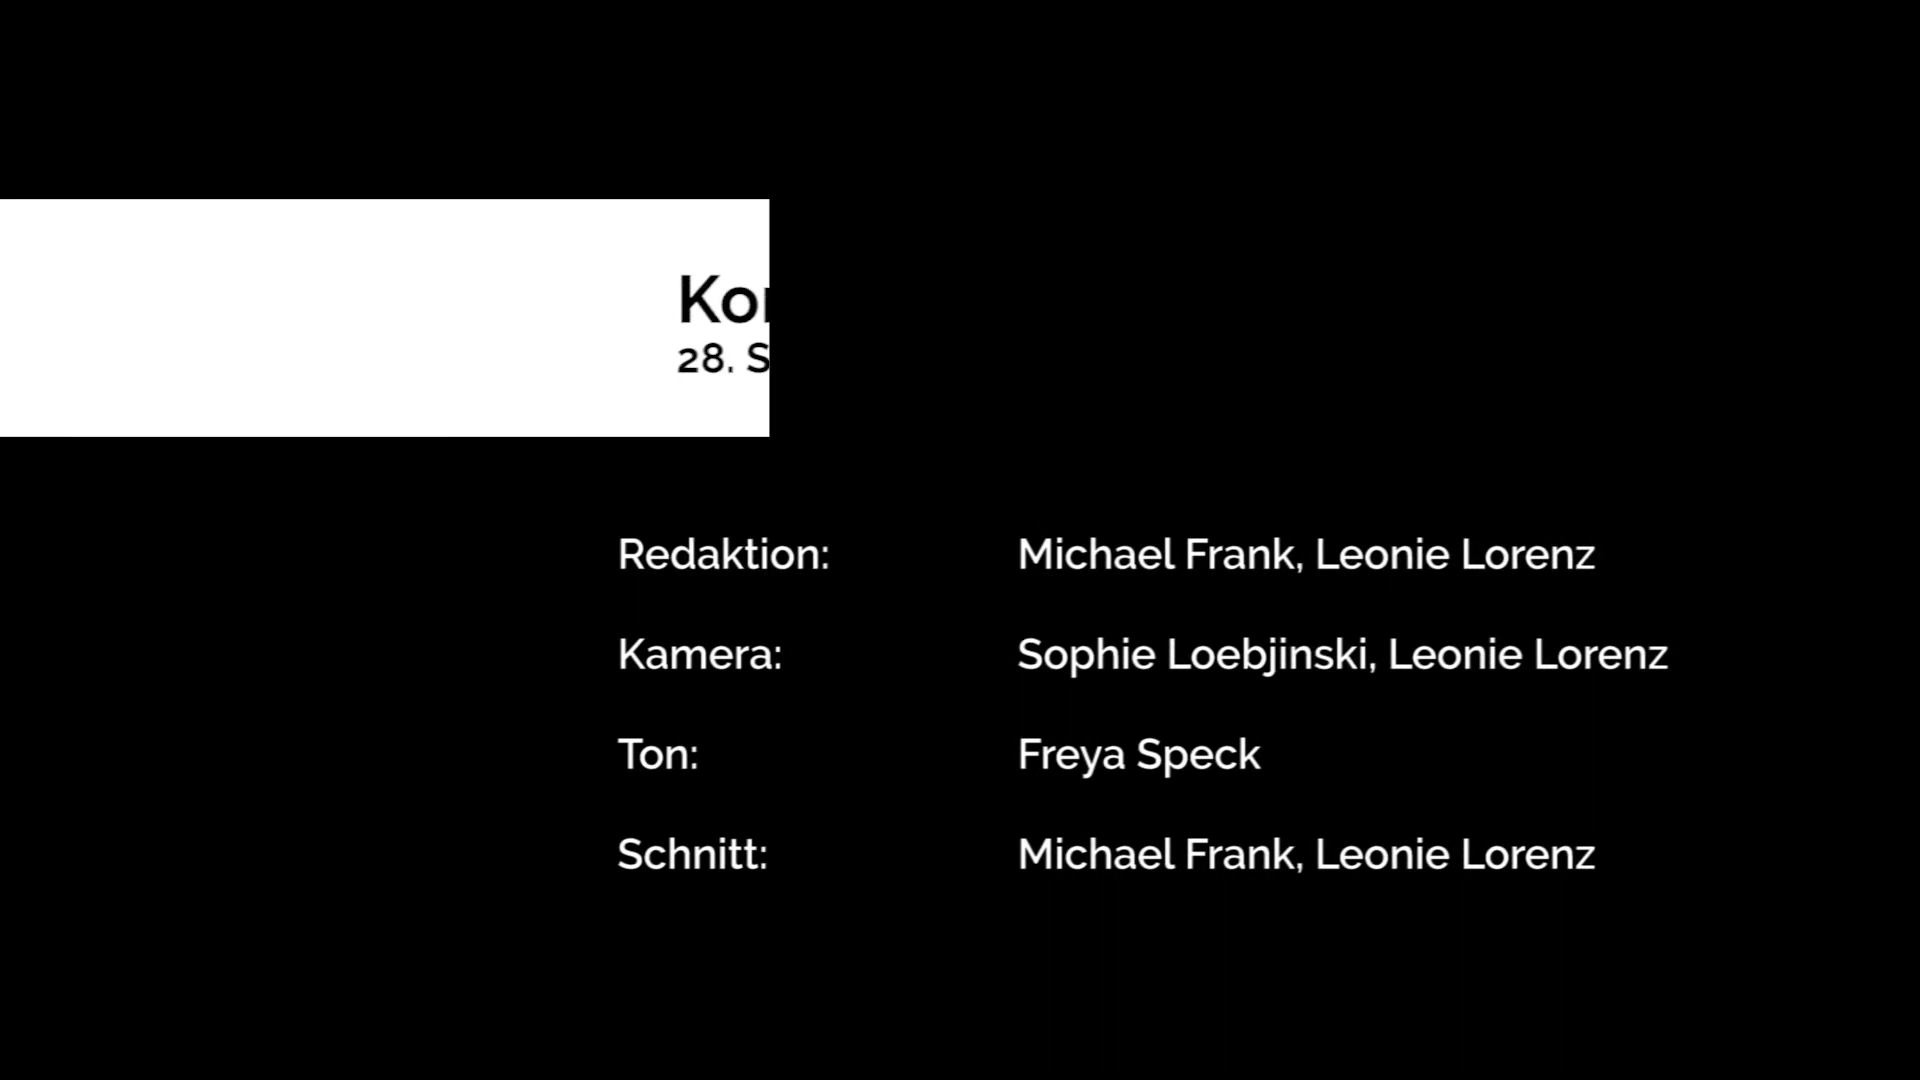 Ko
28. S
Redaktion: Michael Frank, Leonie Lorenz
Kamera: Sophie Loebjinski, Leonie Lorenz
Ton: Freya Speck
Schnitt: Michael Frank, Leonie Lorenz